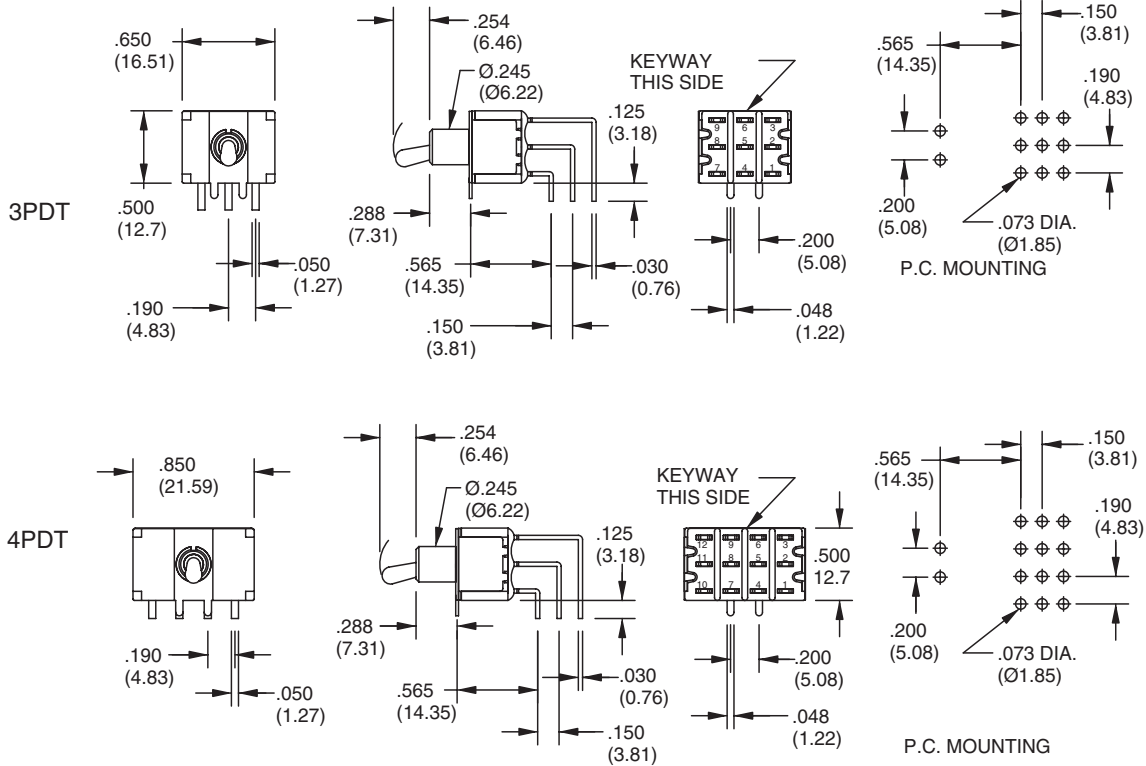 3PDT
.650
(16.51)
.500
(12.7)
.050
(1.27)
.190
(4.83)
.254
(6.46)
Ø.245
(Ø6.22)
.125
(3.18)
.288
(7.31)
.565
(14.35)
.030
(0.76)
.150
(3.81)
KEYWAY
THIS SIDE
9 6 3
8 5 2
7 4 1
.200
(5.08)
.048
(1.22)
.565
(14.35)
.150
(3.81)
.190
(4.83)
.200
(5.08)
.073 DIA.
(Ø1.85)
P.C. MOUNTING
4PDT
.850
(21.59)
.190
(4.83)
.050
(1.27)
.254
(6.46)
Ø.245
(Ø6.22)
.125
(3.18)
.288
(7.31)
.565
(14.35)
.030
(0.76)
.150
(3.81)
KEYWAY
THIS SIDE
12 9 6 3
11 8 5 2
10 7 4 1
.500
12.7
.200
(5.08)
.048
(1.22)
.565
(14.35)
.150
(3.81)
.190
(4.83)
.200
(5.08)
.073 DIA.
(Ø1.85)
P.C. MOUNTING